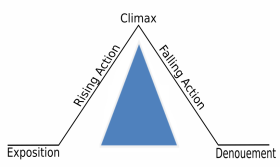 Climax
Rising Action
Falling Action
Exposition
Denouement